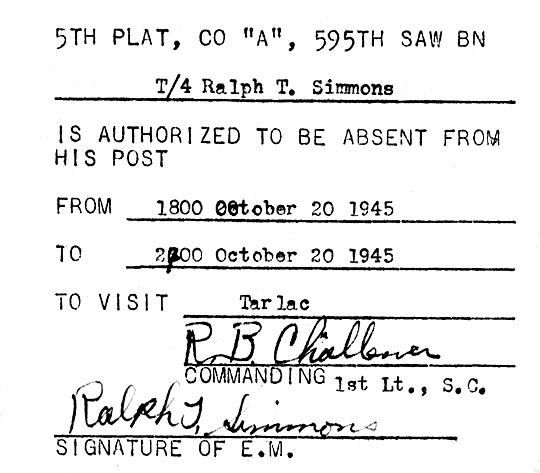 5TH PLAT, CO "A", 595TH SAW BN
T/4 Ralph T. Simmons
IS AUTHORIZED TO BE ABSENT FROM
HIS POST
FROM 1800 October 20 1945
TO 2200 October 20 1945
TO VISIT Tarlac
R. B. Challener
COMMANDING 1st Lt., S.C.
Ralph T. Simmons
SIGNATURE OF E.M.